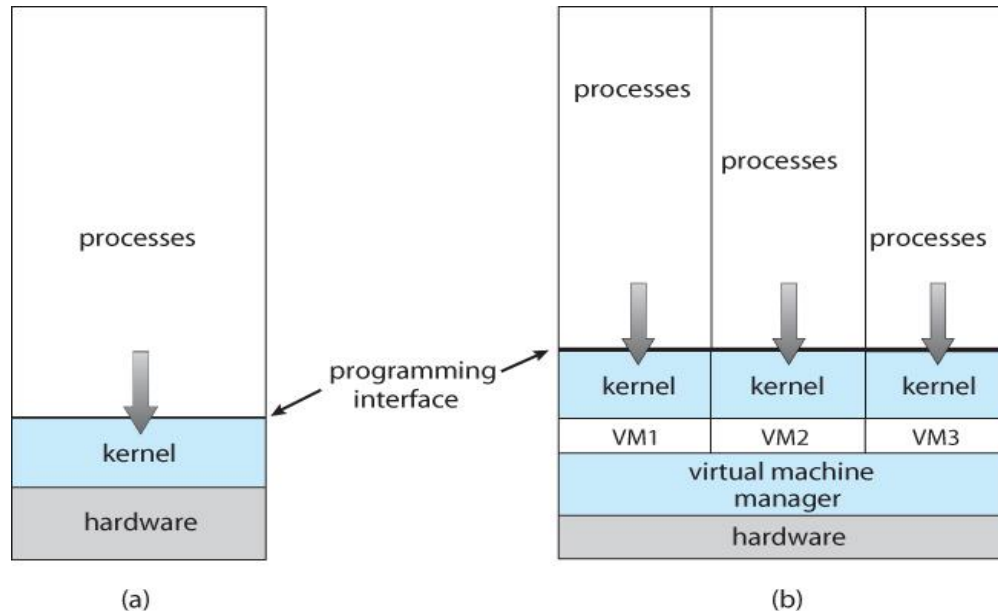 processes
kernel
hardware
(a)
programming
interface
processes
processes
processes
kernel
kernel
kernel
VM1
VM2
VM3
virtual machine
manager
hardware
(b)